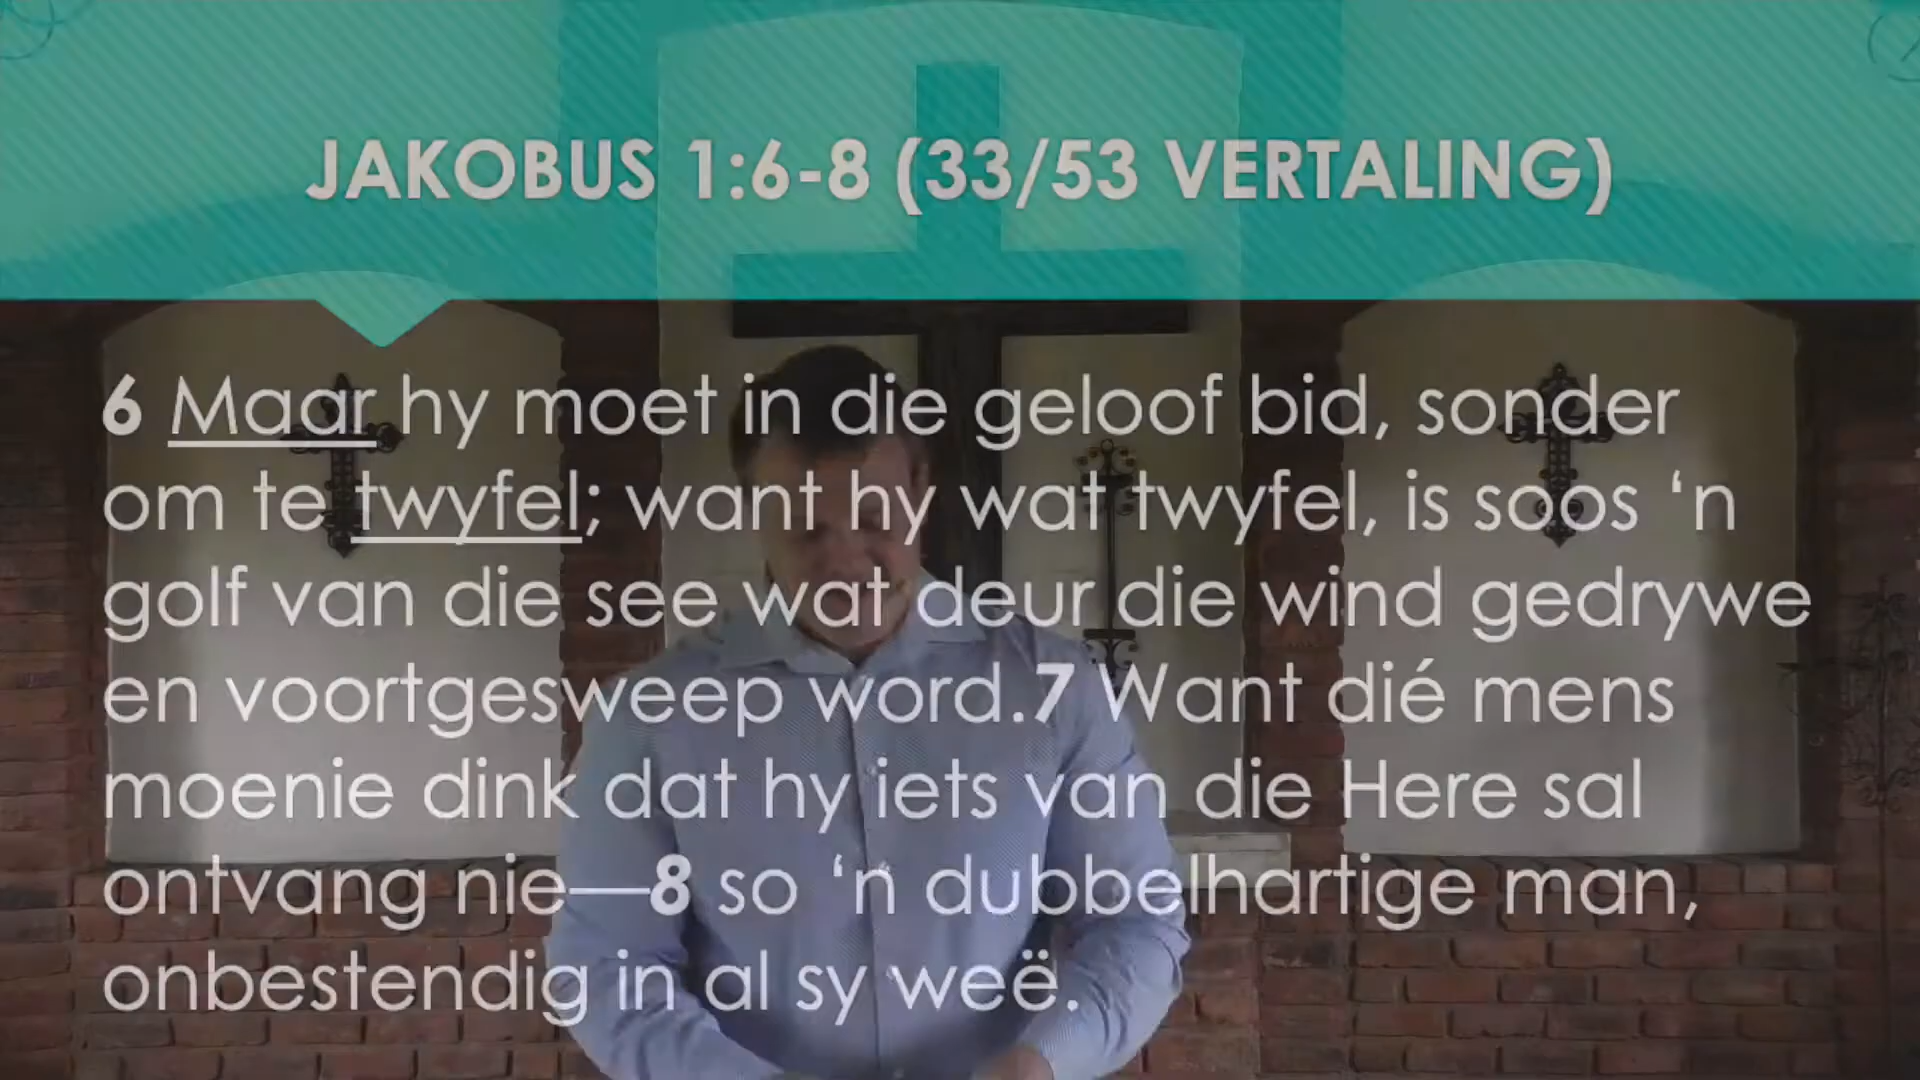 JAKOBUS 1:6-8 (33/53 VERTALING)
6 Maar hy moet in die geloof bid, sonder
om te twyfel; want hy wat twyfel, is soos ‘n
golf van die see wat deur die wind gedrywe
en voortgesweep word.7 Want dié mens
moenie dink dat hy iets van die Here sal
ontvang nie—8 so ‘n dubbelhartige man,
onbestendig in al sy weë.